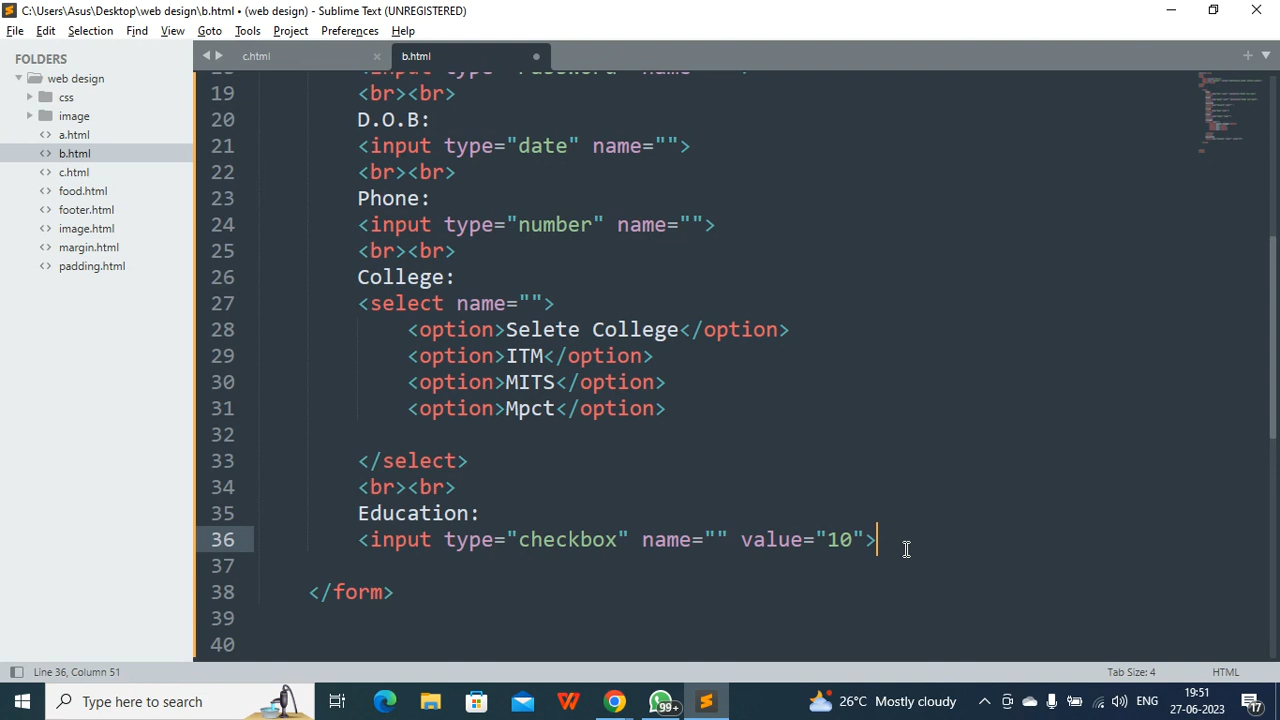 C:\Users\Asus\Desktop\web design\b.html • (web design) - Sublime Text (UNREGISTERED)
File Edit Selection Find View Goto Tools Project Preferences Help
FOLDERS
web design
css
image
a.html
b.html
c.html
food.html
footer.html
image.html
margin.html
padding.html
c.html × b.html
19 <br><br>
20 D.O.B:
21 <input type="date" name="">
22 <br><br>
23 Phone:
24 <input type="number" name="">
25 <br><br>
26 College:
27 <select name="">
28 <option>Selete College</option>
29 <option>ITM</option>
30 <option>MITS</option>
31 <option>Mpct</option>
32
33 </select>
34 <br><br>
35 Education:
36 <input type="checkbox" name="" value="10">
37
38 </form>
39
40
Line 36, Column 51 Tab Size: 4 HTML
Type here to search 99+ 26°C Mostly cloudy ENG 19:51 27-06-2023 17